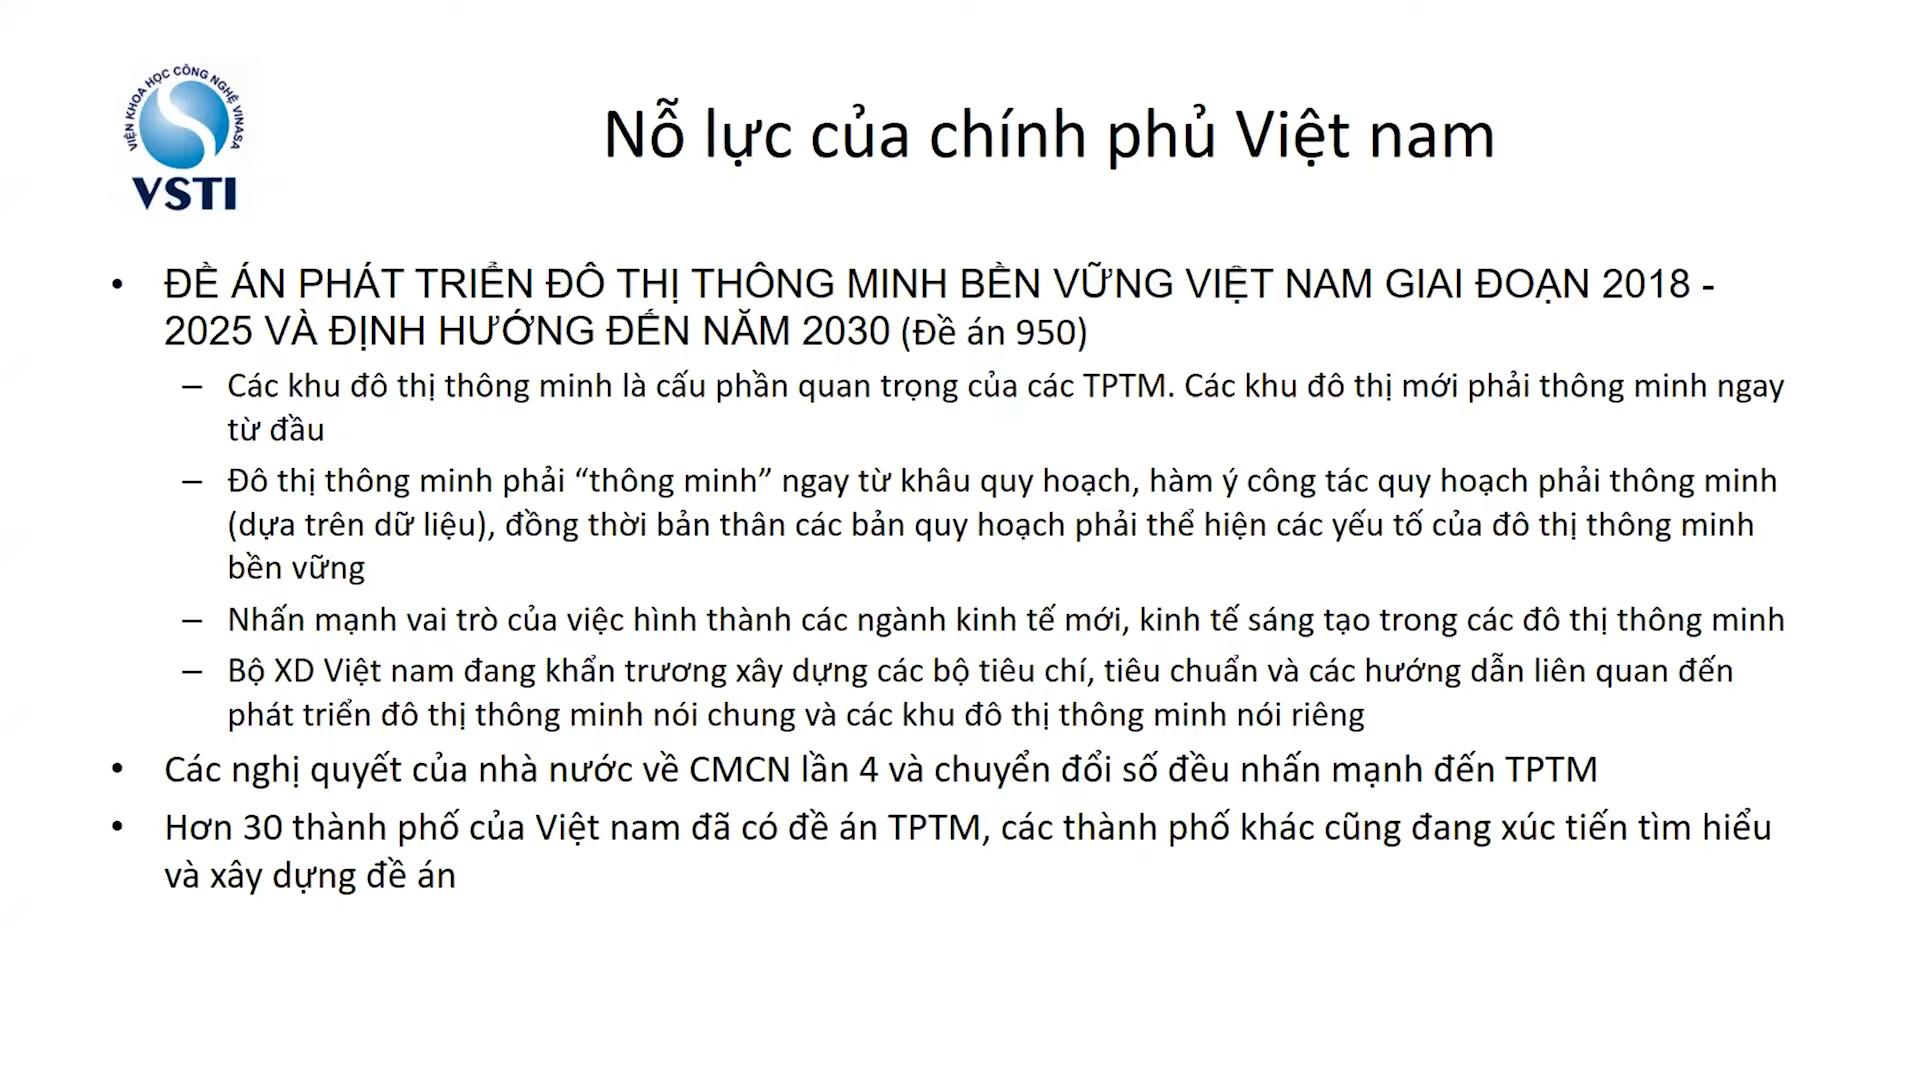 VIỆN KHOA HỌC CÔNG NGHỆ VINASA
VSTI
Nỗ lực của chính phủ Việt nam
• ĐỀ ÁN PHÁT TRIỂN ĐÔ THỊ THÔNG MINH BỀN VỮNG VIỆT NAM GIAI ĐOẠN 2018 -
2025 VÀ ĐỊNH HƯỚNG ĐẾN NĂM 2030 (Đề án 950)
– Các khu đô thị thông minh là cấu phần quan trọng của các TPTM. Các khu đô thị mới phải thông minh ngay
từ đầu
– Đô thị thông minh phải “thông minh” ngay từ khâu quy hoạch, hàm ý công tác quy hoạch phải thông minh
(dựa trên dữ liệu), đồng thời bản thân các bản quy hoạch phải thể hiện các yếu tố của đô thị thông minh
bền vững
– Nhấn mạnh vai trò của việc hình thành các ngành kinh tế mới, kinh tế sáng tạo trong các đô thị thông minh
– Bộ XD Việt nam đang khẩn trương xây dựng các bộ tiêu chí, tiêu chuẩn và các hướng dẫn liên quan đến
phát triển đô thị thông minh nói chung và các khu đô thị thông minh nói riêng
• Các nghị quyết của nhà nước về CMCN lần 4 và chuyển đổi số đều nhấn mạnh đến TPTM
• Hơn 30 thành phố của Việt nam đã có đề án TPTM, các thành phố khác cũng đang xúc tiến tìm hiểu
và xây dựng đề án